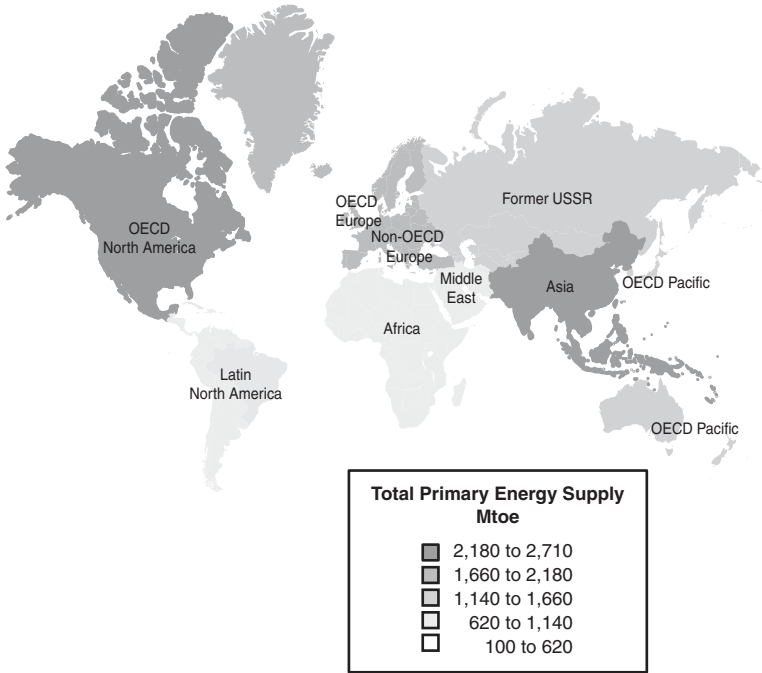 OECD
North America
OECD
Europe
Non-OECD
Europe
Former USSR
Middle
East
Asia
OECD Pacific
Africa
Latin
North America
OECD Pacific
Total Primary Energy Supply
Mtoe
2,180 to 2,710
1,660 to 2,180
1,140 to 1,660
620 to 1,140
100 to 620